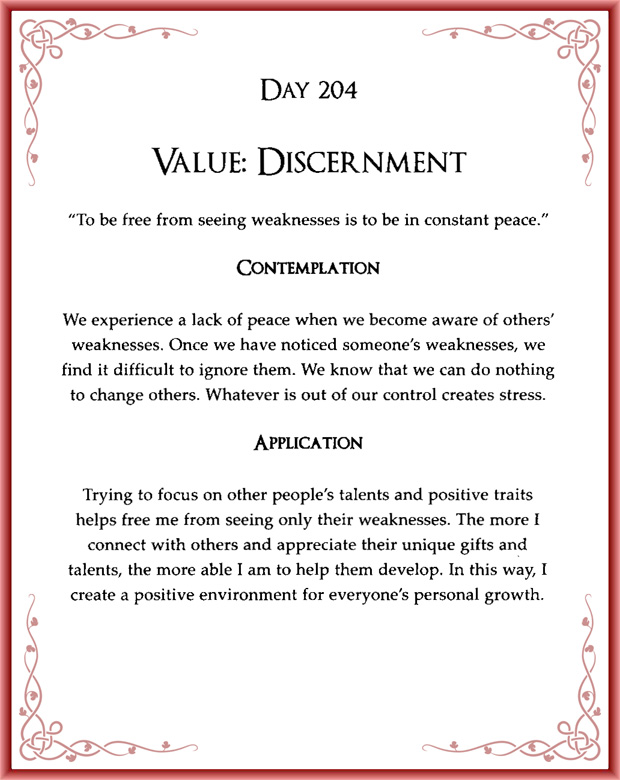 DAY 204
VALUE: DISCERNMENT
“To be free from seeing weaknesses is to be in constant peace.”
CONTEMPLATION
We experience a lack of peace when we become aware of others’
weaknesses. Once we have noticed someone’s weaknesses, we
find it difficult to ignore them. We know that we can do nothing
to change others. Whatever is out of our control creates stress.
APPLICATION
Trying to focus on other people’s talents and positive traits
helps free me from seeing only their weaknesses. The more I
connect with others and appreciate their unique gifts and
talents, the more able I am to help them develop. In this way, I
create a positive environment for everyone’s personal growth.